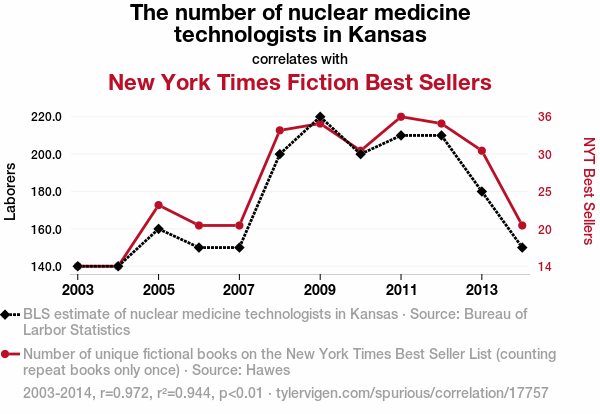 The number of nuclear medicine
technologists in Kansas
correlates with
New York Times Fiction Best Sellers
220.0
200.0
180.0
160.0
140.0
Laborers
36
30
25
20
14
NYT Best Sellers
2003
2005
2007
2009
2011
2013
BLS estimate of nuclear medicine technologists in Kansas · Source: Bureau of
Larbor Statistics
Number of unique fictional books on the New York Times Best Seller List (counting
repeat books only once) · Source: Hawes
2003-2014, r=0.972, r²=0.944, p<0.01 · tylervigen.com/spurious/correlation/17757